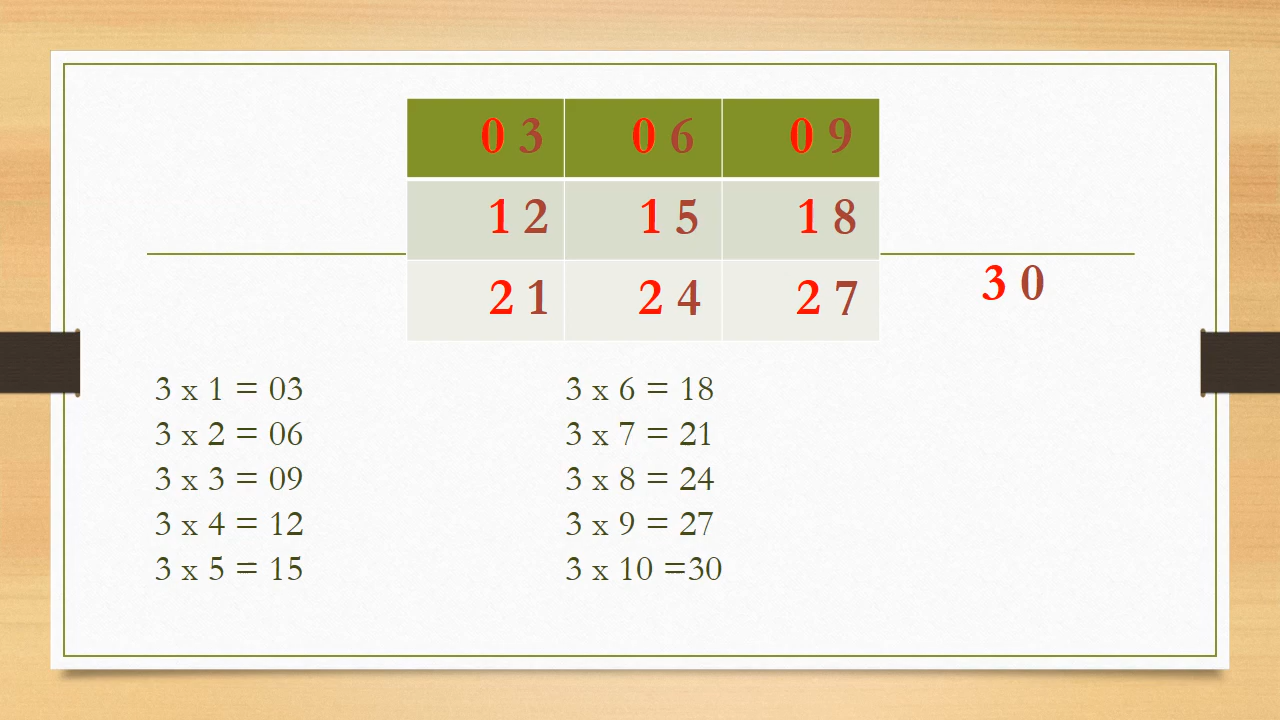 0 3 0 6 0 9
1 2 1 5 1 8
2 1 2 4 2 7
3 0
3 x 1 = 03
3 x 2 = 06
3 x 3 = 09
3 x 4 = 12
3 x 5 = 15
3 x 6 = 18
3 x 7 = 21
3 x 8 = 24
3 x 9 = 27
3 x 10 =30